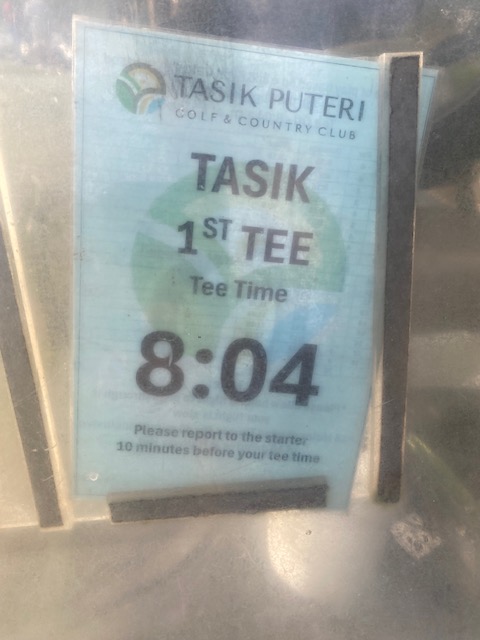 TASIK PUTERI
GOLF & COUNTRY CLUB
TASIK
1ST TEE
Tee Time
8:04
Please report to the starter
10 minutes before your tee time